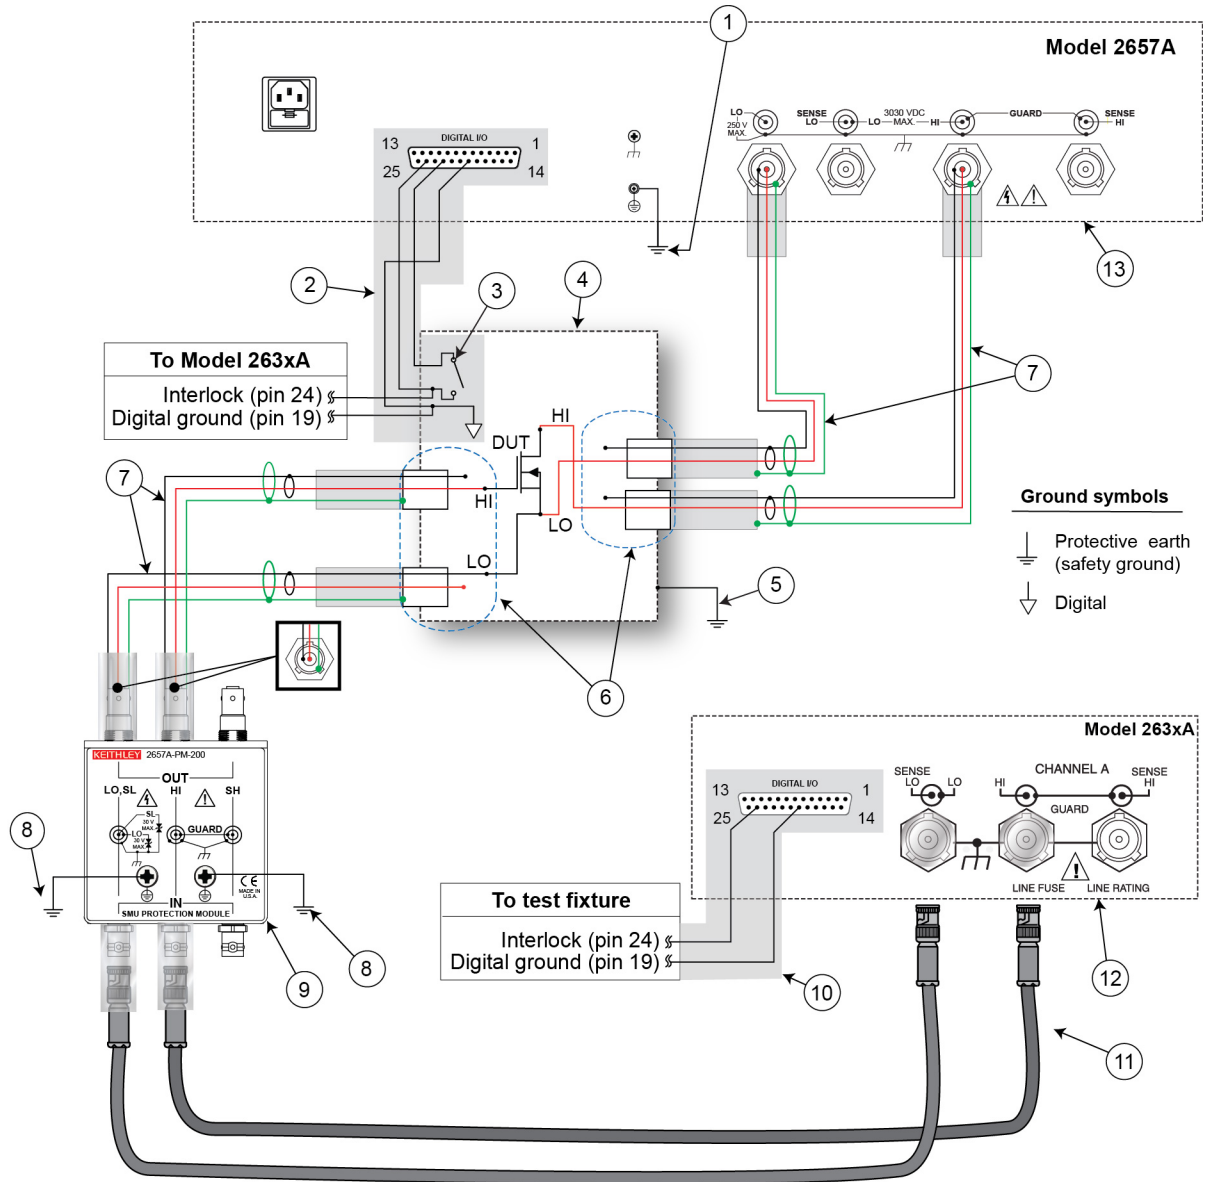 1
Model 2657A
LO
250 V
MAX.
SENSE
LO
LO
3030 VDC
MAX.
HI
GUARD
SENSE
HI
DIGITAL I/O
13
1
25
14
13
2
3
4
To Model 263xA
Interlock (pin 24)
Digital ground (pin 19)
7
HI
DUT
7
HI
LO
LO
Ground symbols
Protective earth
(safety ground)
Digital
5
6
Model 263xA
KEITHLEY 2657A-PM-200
OUT
LO,SL
HI
SH
SL
30 V
MAX.
LO
30 V
MAX.
GUARD
CE
MADE IN
U.S.A.
IN
SMU PROTECTION MODULE
8
8
9
DIGITAL I/O
13
1
25
14
SENSE
LO
LO
HI
CHANNEL A
SENSE
HI
GUARD
LINE FUSE
LINE RATING
To test fixture
Interlock (pin 24)
Digital ground (pin 19)
10
12
11